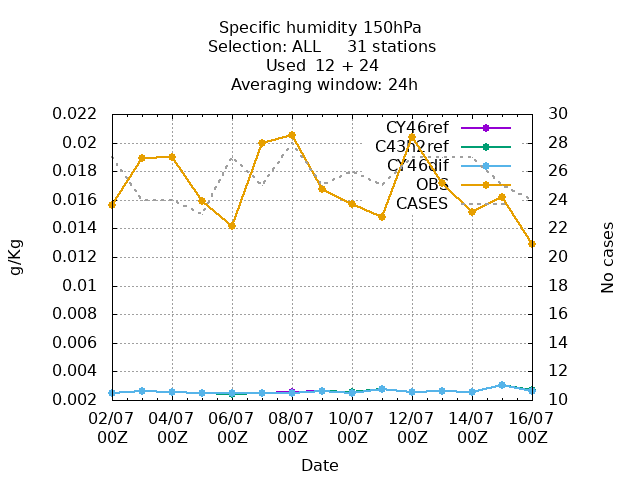 Specific humidity 150hPa
Selection: ALL 31 stations
Used 12 + 24
Averaging window: 24h
CY46ref
C43h2ref
CY46dif
OBS
CASES
g/Kg
0.022
0.02
0.018
0.016
0.014
0.012
0.01
0.008
0.006
0.004
0.002
30
28
26
24
22
20
18
16
14
12
10
No cases
02/07 04/07 06/07 08/07 10/07 12/07 14/07 16/07
00Z 00Z 00Z 00Z 00Z 00Z 00Z 00Z
Date